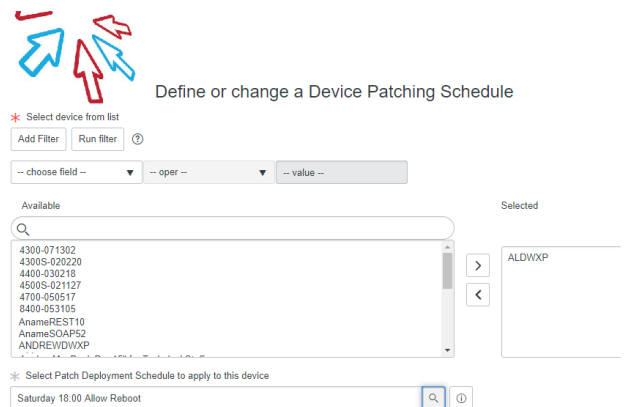 Define or change a Device Patching Schedule
Select device from list
Add Filter Run filter ?
-- choose field -- -- oper -- -- value --
Available Selected
4300-071302
4300S-020220
4400-030218
4500S-021127
4700-050517
8400-053105
AnameREST10
AnameSOAP52
ANDREWDWXP
ALDWXP
Select Patch Deployment Schedule to apply to this device
Saturday 18:00 Allow Reboot